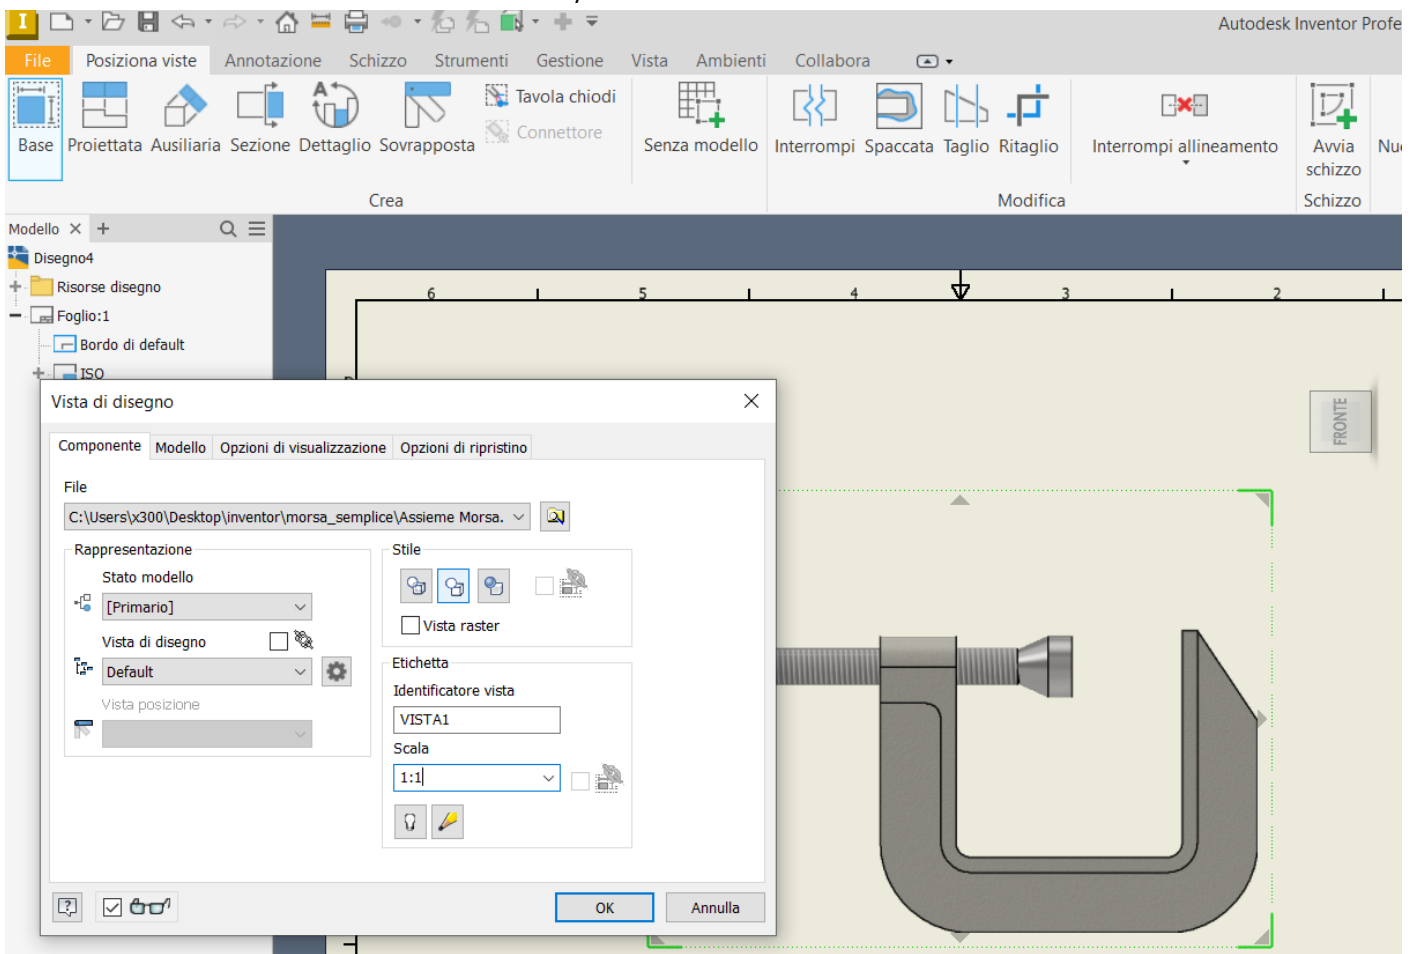 I
Autodesk Inventor Profe
File Posiziona viste Annotazione Schizzo Strumenti Gestione Vista Ambienti Collabora
Base Proiettata Ausiliaria Sezione Dettaglio Sovrapposta
Tavola chiodi
Connettore
Senza modello Interrompi Spaccata Taglio Ritaglio Interrompi allineamento
Avvia schizzo
Nu
Crea Modifica Schizzo
Modello
Disegno4
Risorse disegno
Foglio:1
Bordo di default
ISO
6 5 4 3 2
FRONTE
Vista di disegno
Componente Modello Opzioni di visualizzazione Opzioni di ripristino
File
C:\Users\x300\Desktop\inventor\morsa_semplice\Assieme Morsa.
Rappresentazione
Stato modello
[Primario]
Vista di disegno
Default
Vista posizione
Stile
Vista raster
Etichetta
Identificatore vista
VISTA1
Scala
1:1
OK Annulla